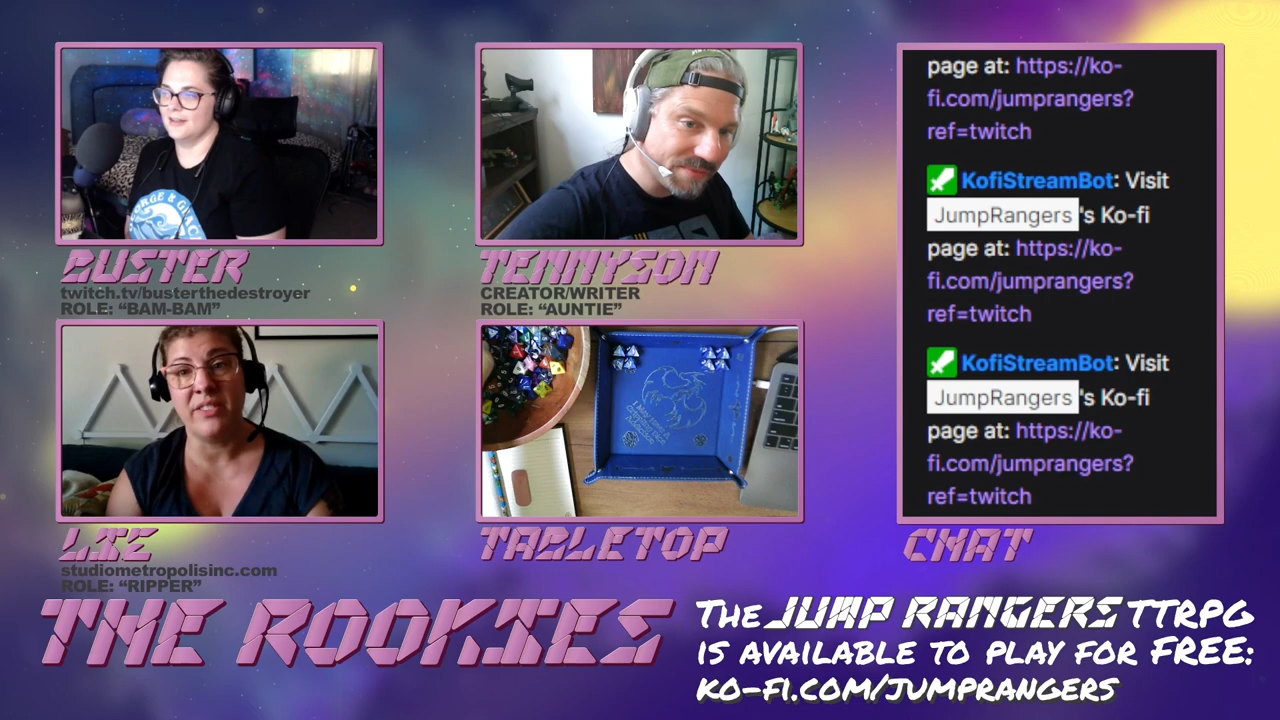 BUSTER
twitch.tv/busterthedestroyer
ROLE: “BAM-BAM”
TENNYSON
CREATOR/WRITER
ROLE: “AUNTIE”
LIZ
studiometropolisinc.com
ROLE: “RIPPER”
TABLETOP
page at: https://ko-
fi.com/jumprangers?
ref=twitch
KofiStreamBot: Visit
JumpRangers 's Ko-fi
page at: https://ko-
fi.com/jumprangers?
ref=twitch
KofiStreamBot: Visit
JumpRangers 's Ko-fi
page at: https://ko-
fi.com/jumprangers?
ref=twitch
CHAT
THE ROOKIES
THE JUMP RANGERS TTRPG
IS AVAILABLE TO PLAY FOR FREE:
KO-FI.COM/JUMPRANGERS